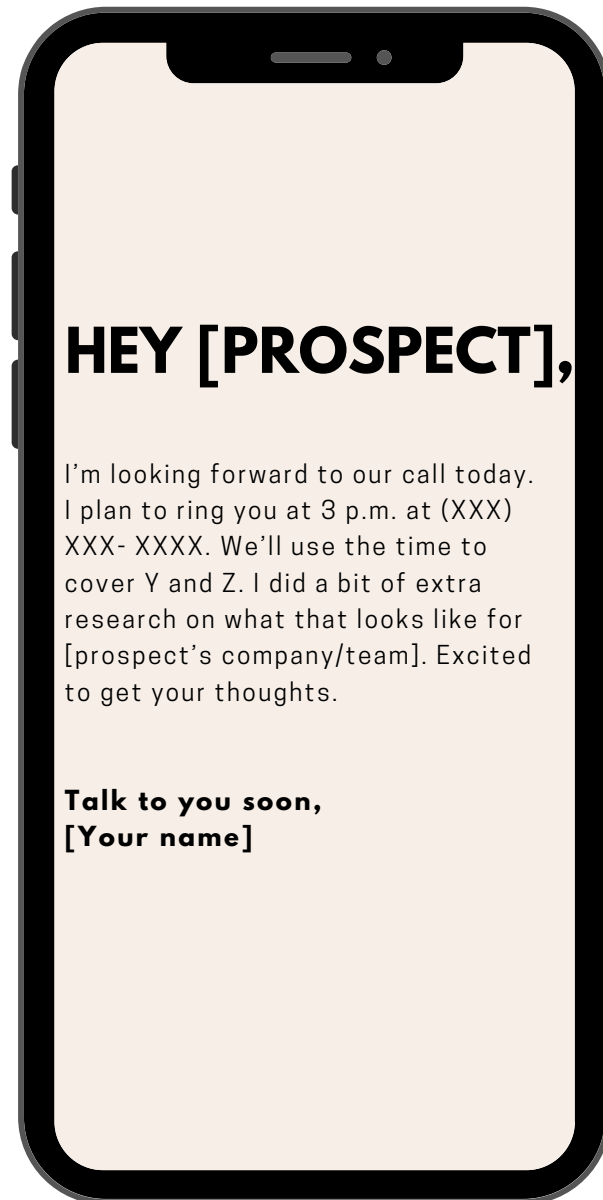 HEY [PROSPECT],
I’m looking forward to our call today.
I plan to ring you at 3 p.m. at (XXX)
XXX- XXXX. We’ll use the time to
cover Y and Z. I did a bit of extra
research on what that looks like for
[prospect’s company/team]. Excited
to get your thoughts.
Talk to you soon,
[Your name]